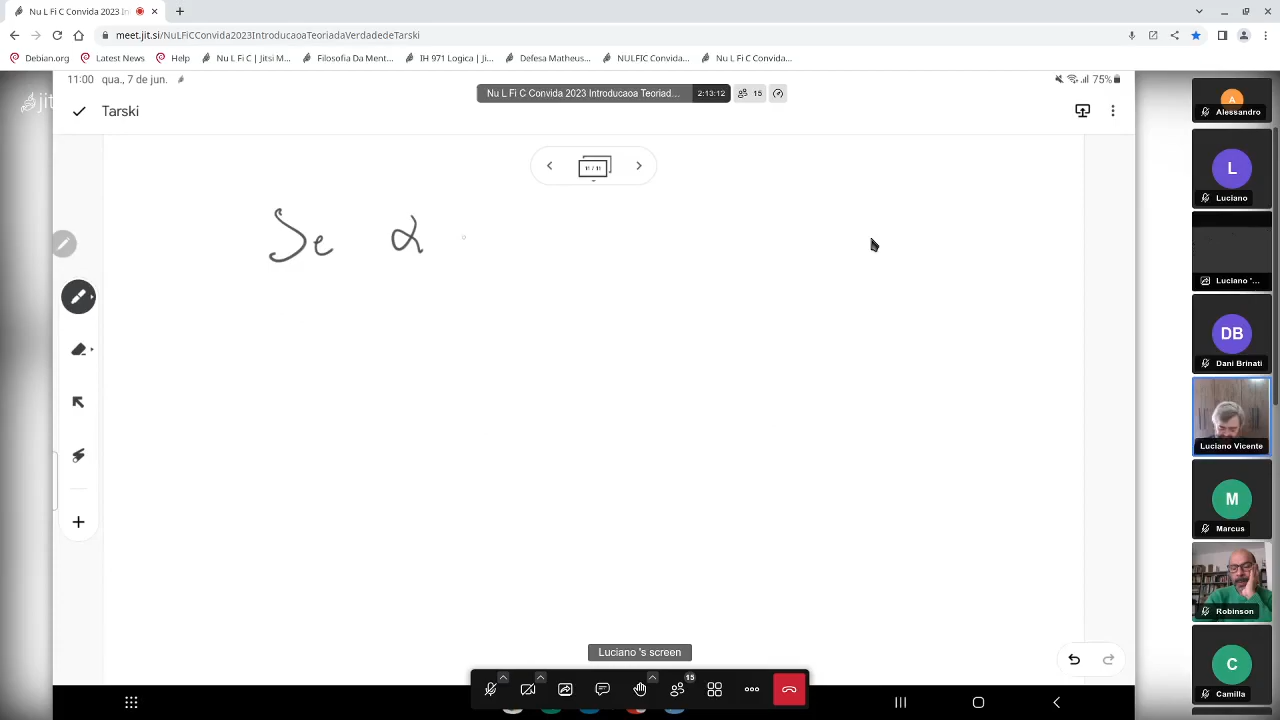 Nu L Fi C Convida 2023 In
meet.jit.si/NuLFiCConvida2023IntroducaoaTeoriadaVerdadedeTarski
Debian.org
Latest News
Help
Nu L Fi C | Jitsi M...
Filosofia Da Ment...
IH 971 Logica | Ji...
Defesa Matheus...
NULFIC Convida...
Nu L Fi C Convida...
11:00 qua., 7 de jun.
75%
jit
Nu L Fi C Convida 2023 Introducaoa Teoriad...
2:13:12
15
Tarski
11 / 11
Se α
Luciano 's screen
15
A
Alessandro
L
Luciano
Luciano '...
DB
Dani Brinati
Luciano Vicente
M
Marcus
Robinson
C
Camilla